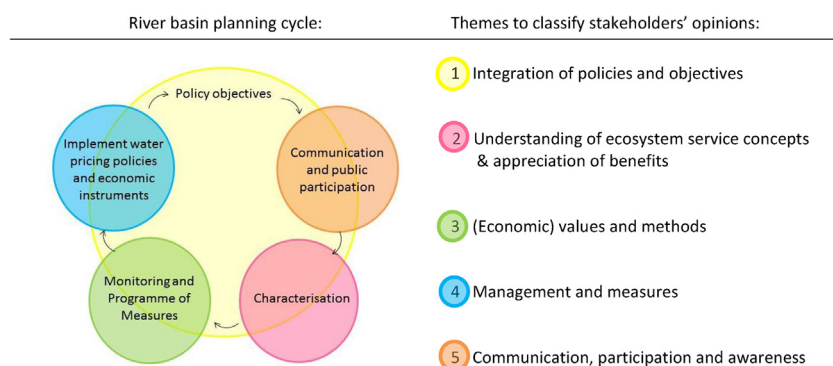 River basin planning cycle:
Themes to classify stakeholders' opinions:
Policy objectives
Implement water
pricing policies
and economic
instruments
Communication
and public
participation
Monitoring and
Programme of
Measures
Characterisation
1 Integration of policies and objectives
2 Understanding of ecosystem service concepts
& appreciation of benefits
3 (Economic) values and methods
4 Management and measures
5 Communication, participation and awareness